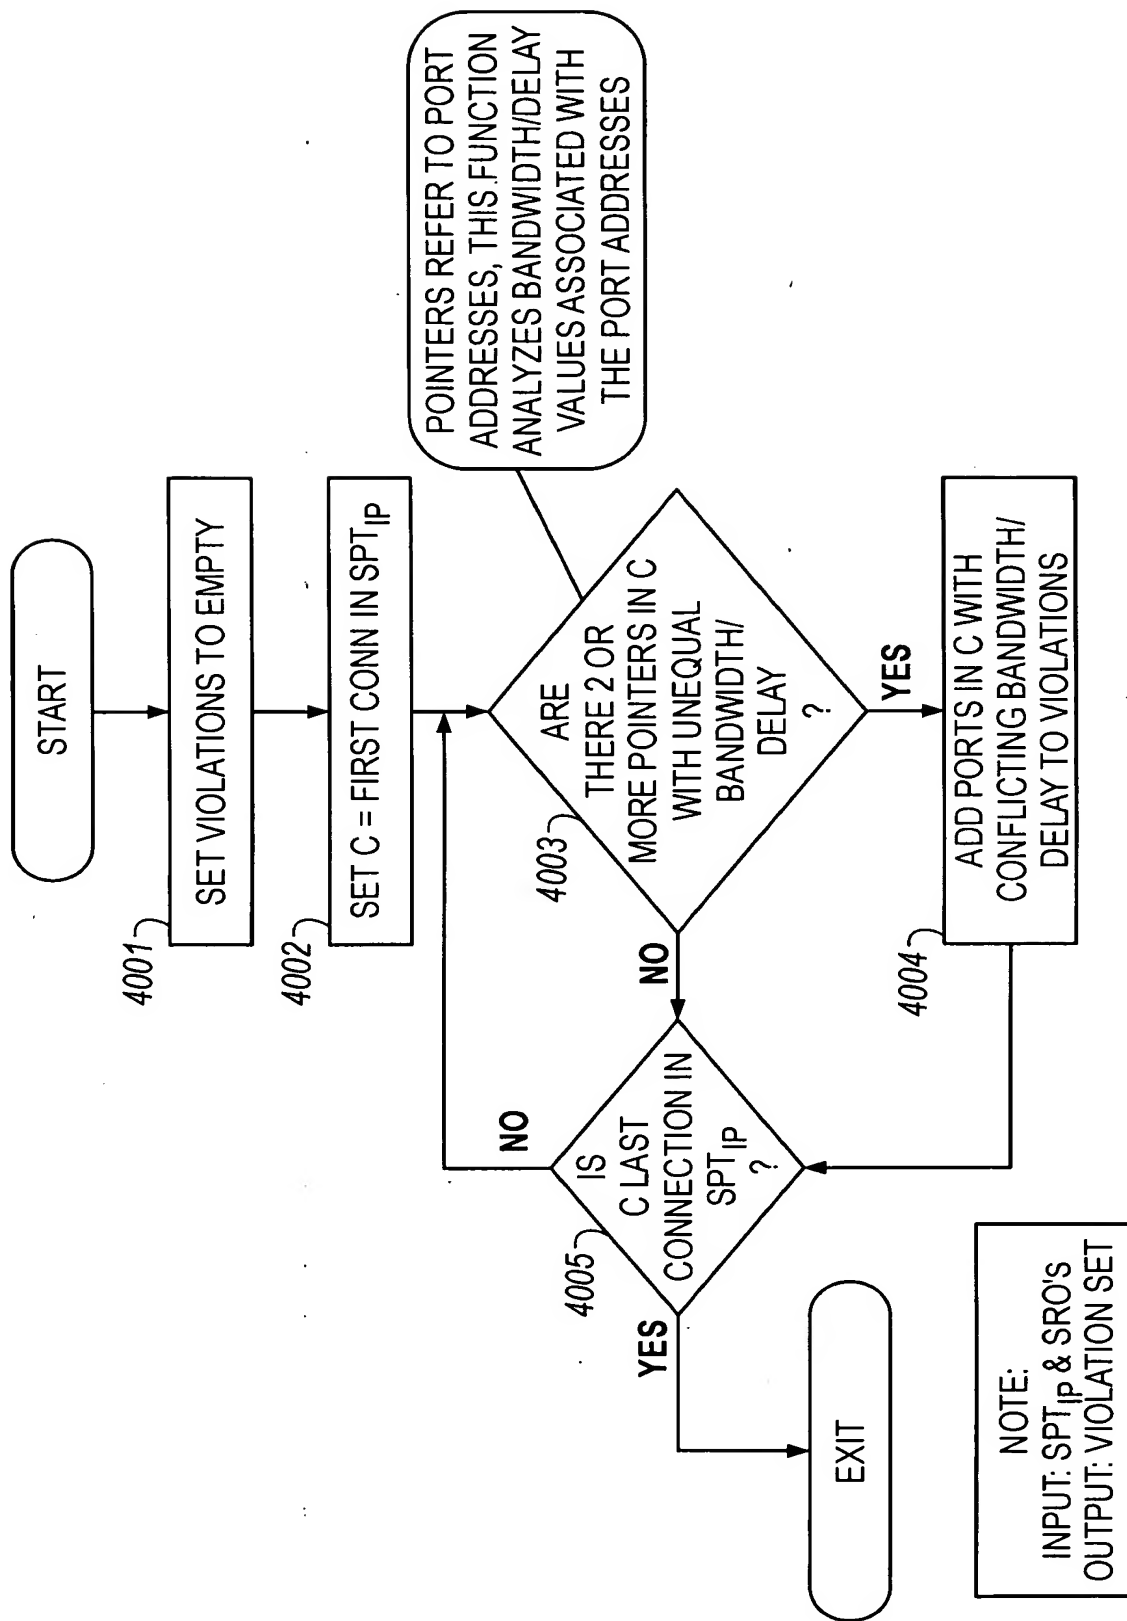 START
4001
SET VIOLATIONS TO EMPTY
4002
SET C = FIRST CONN IN SPTIP
POINTERS REFER TO PORT
ADDRESSES, THIS FUNCTION
ANALYZES BANDWIDTH/DELAY
VALUES ASSOCIATED WITH
THE PORT ADDRESSES
4003
ARE
THERE 2 OR
MORE POINTERS IN C
WITH UNEQUAL
BANDWIDTH/
DELAY
?
YES
NO
4004
ADD PORTS IN C WITH
CONFLICTING BANDWIDTH/
DELAY TO VIOLATIONS
4005
IS
C LAST
CONNECTION IN
SPTIP
?
NO
YES
EXIT
NOTE:
INPUT: SPTIP & SRO'S
OUTPUT: VIOLATION SET